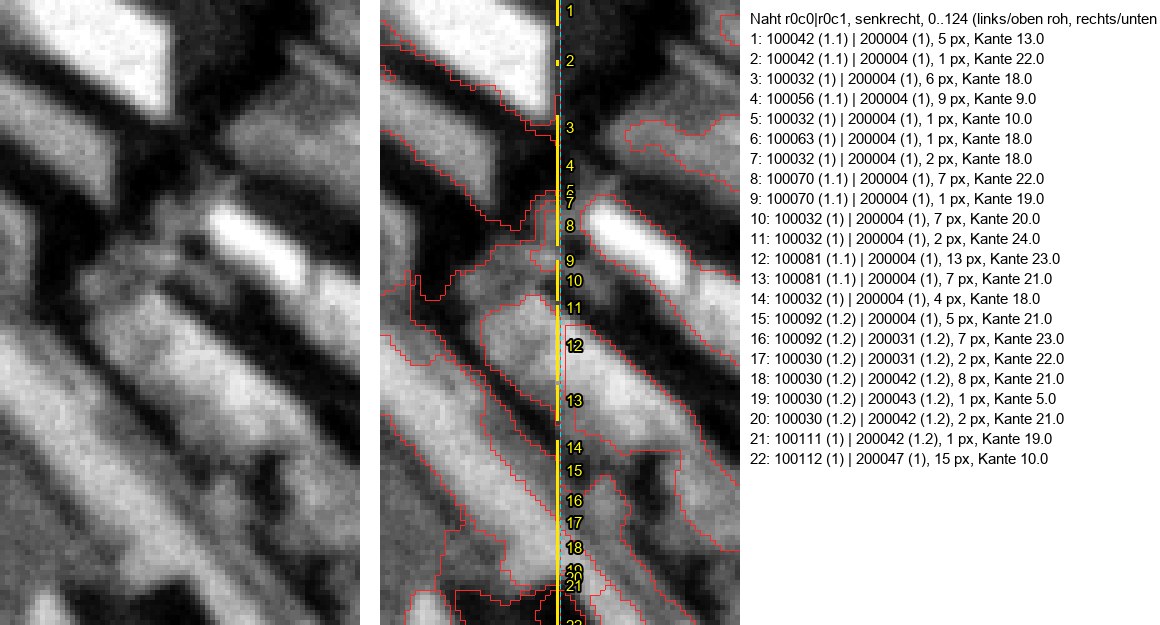 Naht r0c0|r0c1, senkrecht, 0..124 (links/oben roh, rechts/unten
1: 100042 (1.1) | 200004 (1), 5 px, Kante 13.0
2: 100042 (1.1) | 200004 (1), 1 px, Kante 22.0
3: 100032 (1) | 200004 (1), 6 px, Kante 18.0
4: 100056 (1.1) | 200004 (1), 9 px, Kante 9.0
5: 100032 (1) | 200004 (1), 1 px, Kante 10.0
6: 100063 (1.1) | 200004 (1), 1 px, Kante 18.0
7: 100032 (1) | 200004 (1), 2 px, Kante 18.0
8: 100070 (1.1) | 200004 (1), 7 px, Kante 22.0
9: 100070 (1.1) | 200004 (1), 1 px, Kante 19.0
10: 100032 (1) | 200004 (1), 7 px, Kante 20.0
11: 100032 (1) | 200004 (1), 2 px, Kante 24.0
12: 100081 (1.1) | 200004 (1), 13 px, Kante 23.0
13: 100081 (1.1) | 200004 (1), 7 px, Kante 21.0
14: 100032 (1) | 200004 (1), 4 px, Kante 18.0
15: 100092 (1.2) | 200004 (1), 5 px, Kante 21.0
16: 100092 (1.2) | 200031 (1.2), 7 px, Kante 23.0
17: 100030 (1.2) | 200031 (1.2), 2 px, Kante 22.0
18: 100030 (1.2) | 200042 (1.2), 8 px, Kante 21.0
19: 100030 (1.2) | 200043 (1.2), 1 px, Kante 5.0
20: 100030 (1.2) | 200042 (1.2), 2 px, Kante 21.0
21: 100111 (1) | 200042 (1.2), 1 px, Kante 19.0
22: 100112 (1) | 200047 (1), 15 px, Kante 10.0
1
2
3
4
5
6
7
8
9
10
11
12
13
14
15
16
17
18
19
20
21